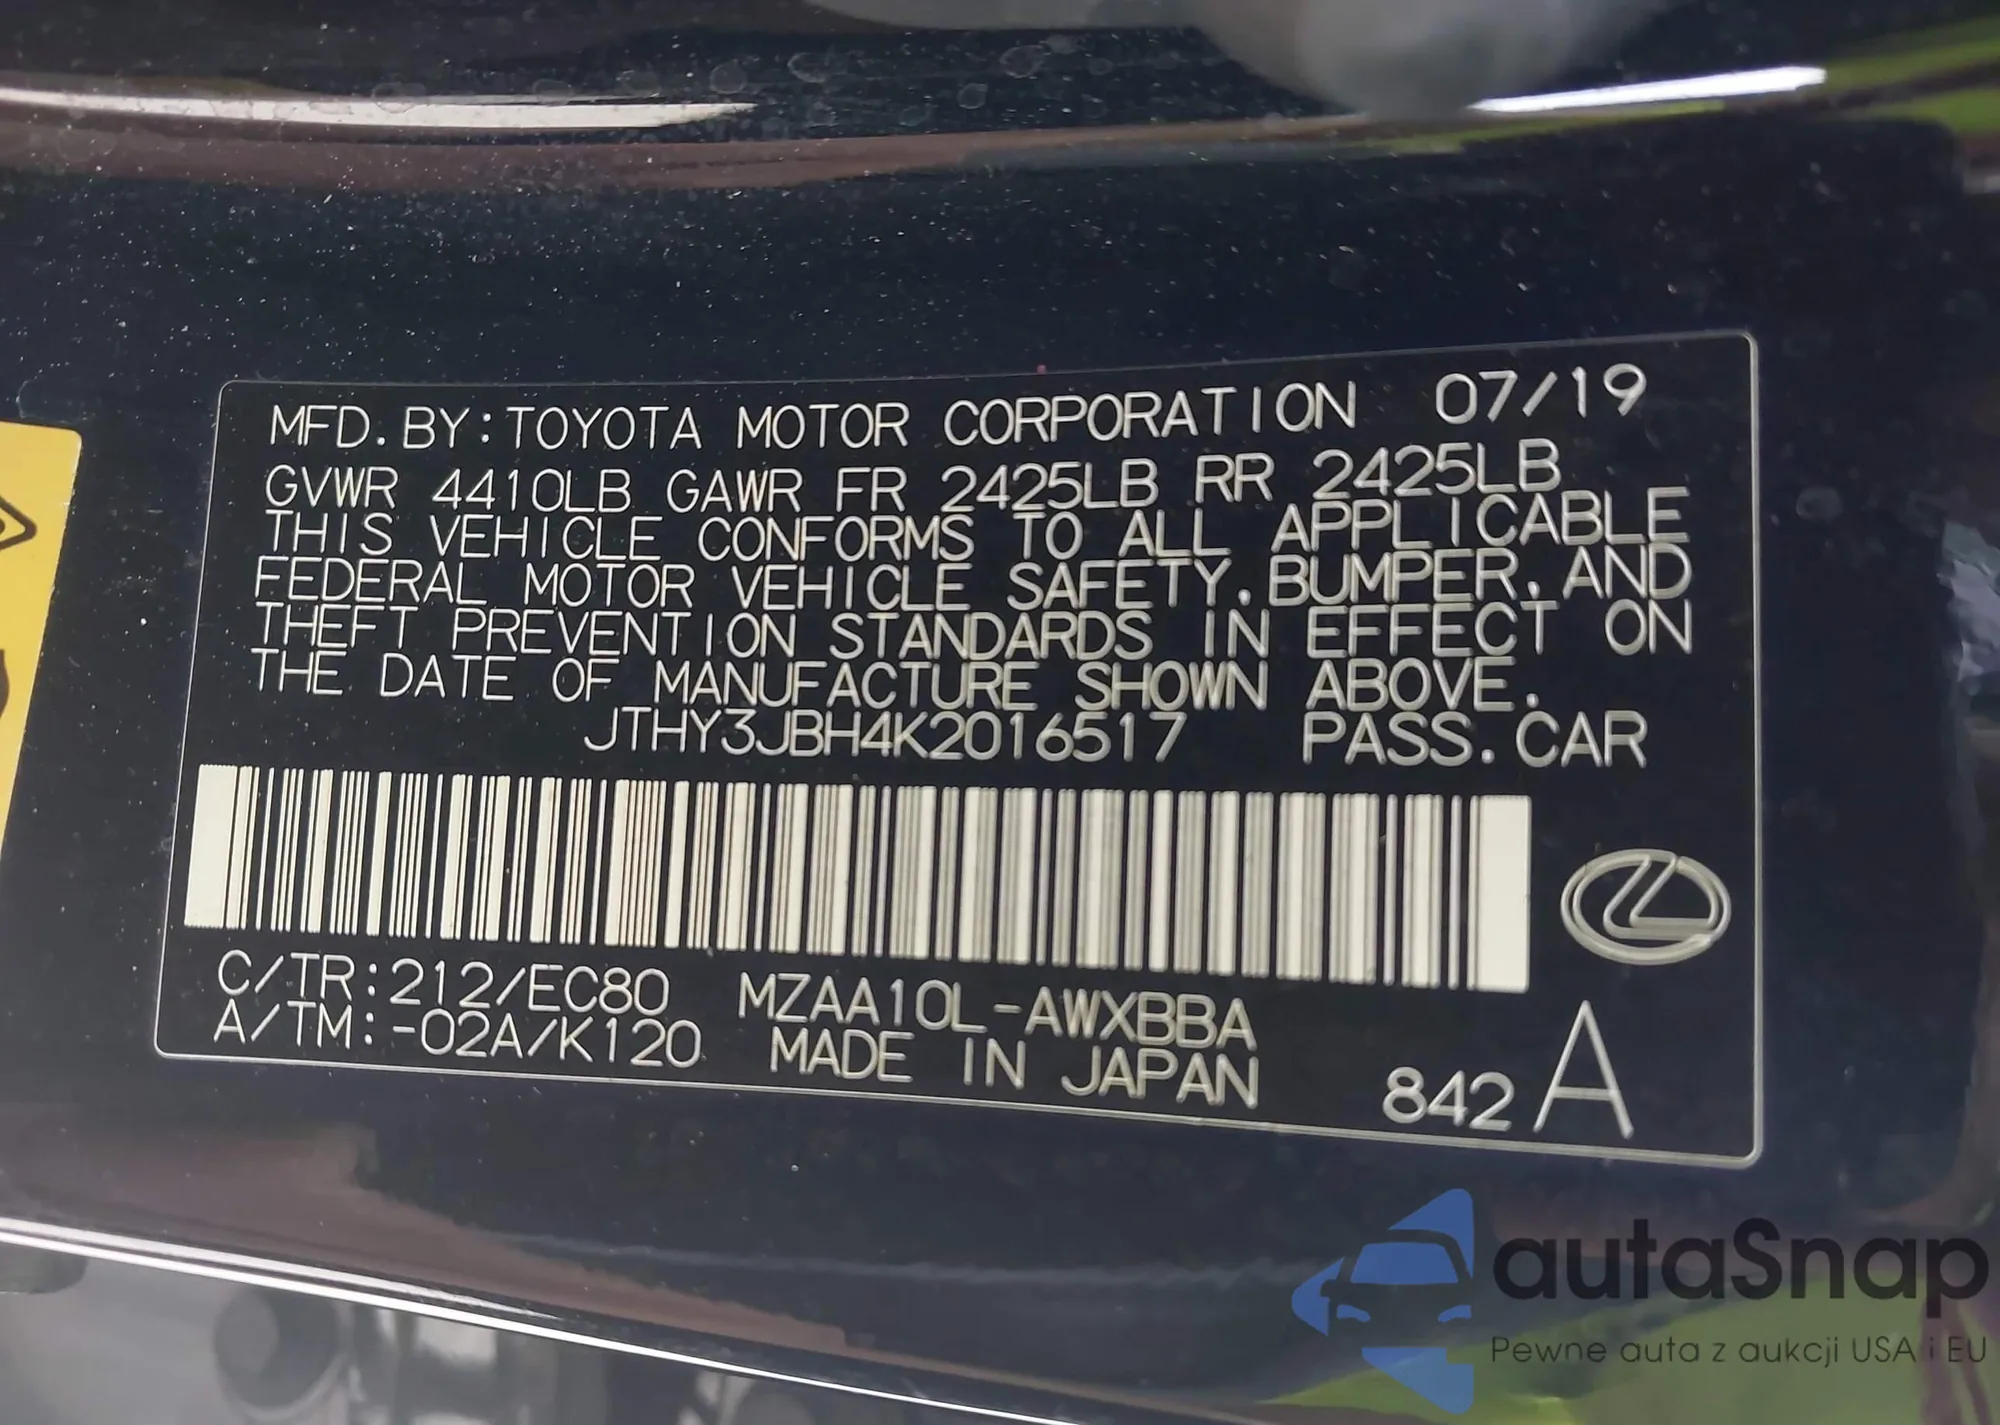 MFD. BY: TOYOTA MOTOR CORPORATION 07/19
GVWR 4410LB GAWR FR 2425LB RR 2425LB
THIS VEHICLE CONFORMS TO ALL APPLICABLE
FEDERAL MOTOR VEHICLE SAFETY, BUMPER, AND
THEFT PREVENTION STANDARDS IN EFFECT ON
THE DATE OF MANUFACTURE SHOWN ABOVE.
JTHY3JBH4K2016517 PASS. CAR
C/TR: 212/EC80 MZAA10L-AWXBBA
A/TM: -02A/K120 MADE IN JAPAN 842 A
autaSnap
Pewne auta z aukcji USA i EU